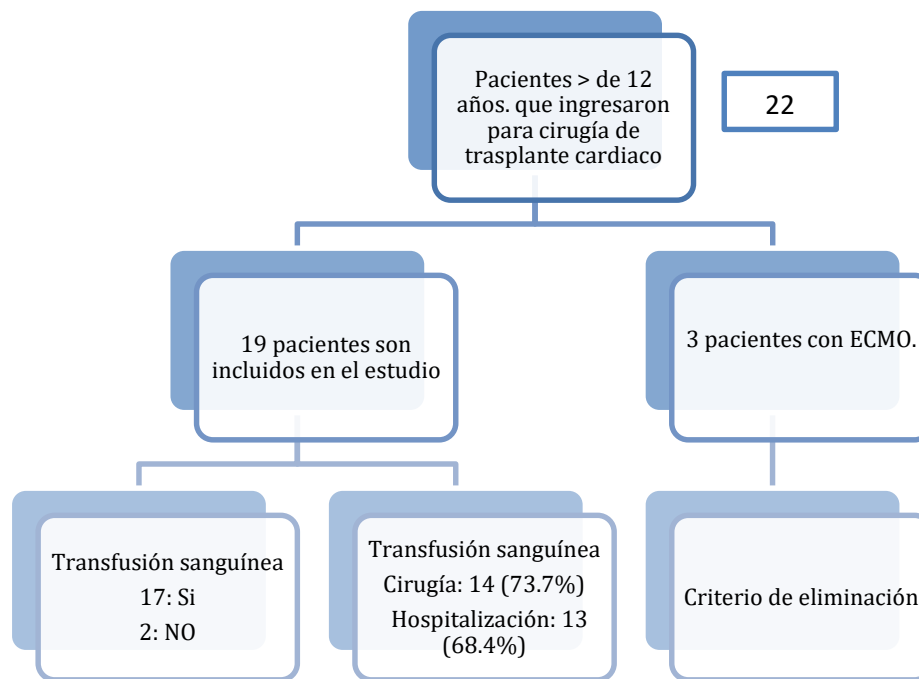 Pacientes > de 12
años. que ingresaron
para cirugía de
trasplante cardiaco
22
19 pacientes son
incluidos en el estudio
3 pacientes con ECMO.
Transfusión sanguínea
17: Si
2: NO
Transfusión sanguínea
Cirugía: 14 (73.7%)
Hospitalización: 13
(68.4%)
Criterio de eliminación